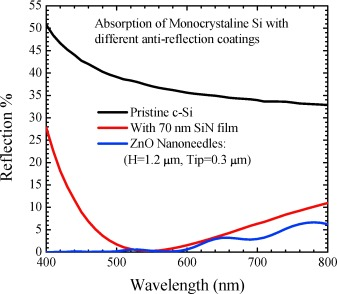 Absorption of Monocrystaline Si with
different anti-reflection coatings
Pristine c-Si
With 70 nm SiN film
ZnO Nanoneedles:
(H=1.2 μm, Tip=0.3 μm)
Reflection %
55
50
45
40
35
30
25
20
15
10
5
0
400 500 600 700 800
Wavelength (nm)